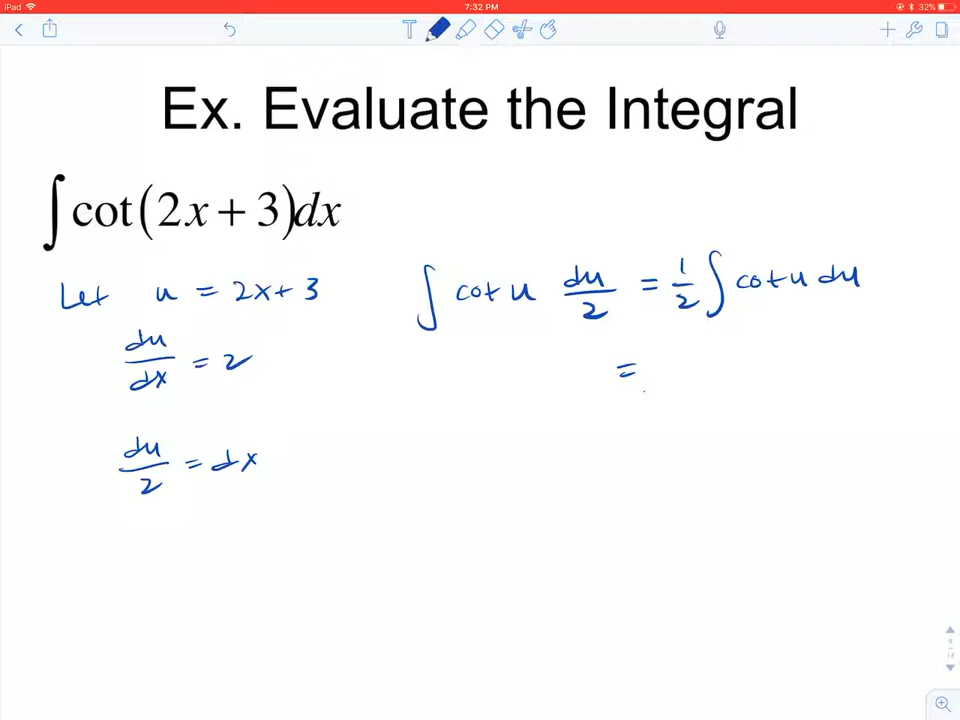 iPad 7:32 PM 32%
Ex. Evaluate the Integral
∫cot(2x+3)dx
Let u = 2x+3
du/dx = 2
du/2 = dx
∫ cot u du/2 = 1/2 ∫ cot u du
=